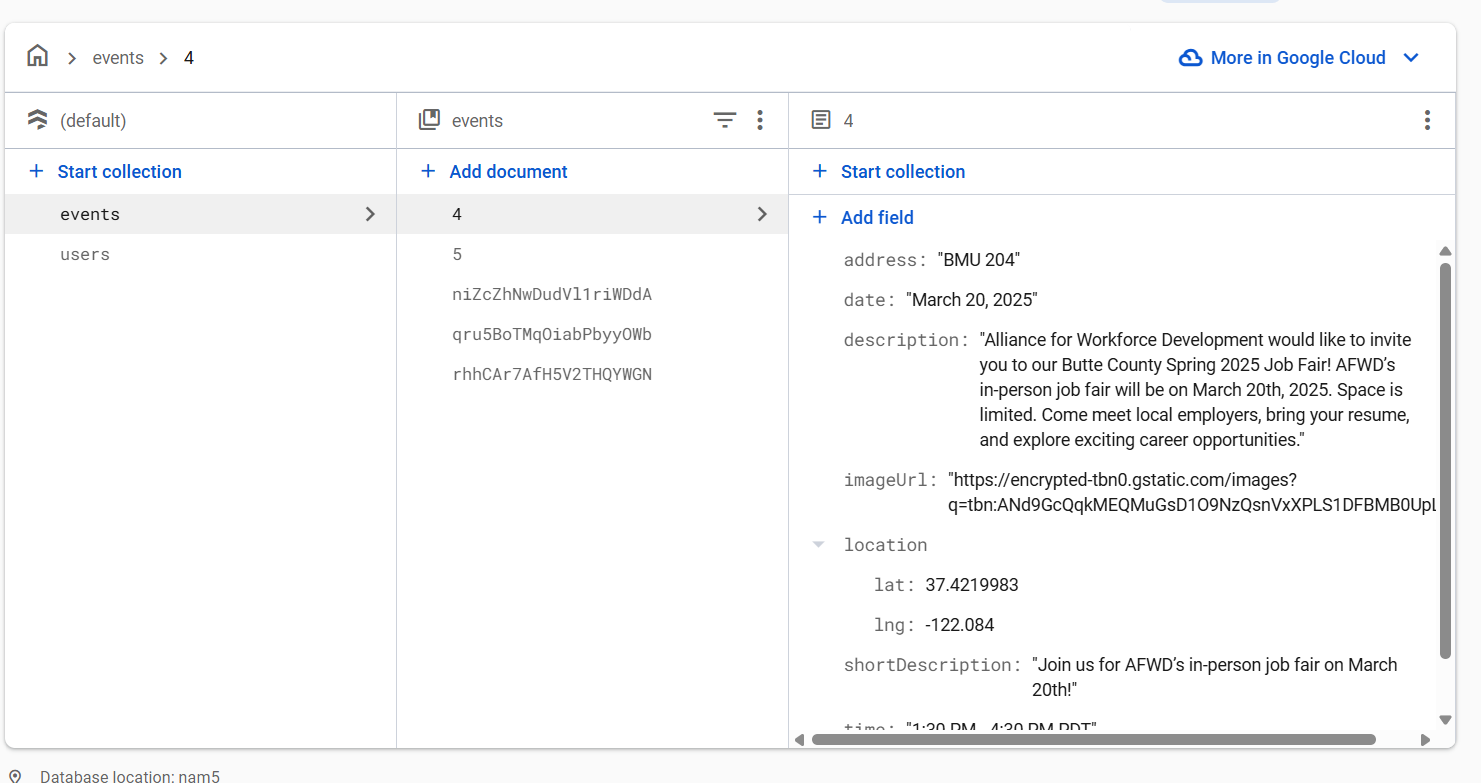 events
4
More in Google Cloud
(default)
events
4
Start collection
Add document
Start collection
events
users
4
5
niZcZhNwDudVl1riWDdA
qru5BoTMqOiabPbyyOWb
rhhCAr7AfH5V2THQYWGN
Add field
address: "BMU 204"
date: "March 20, 2025"
description: "Alliance for Workforce Development would like to invite
you to our Butte County Spring 2025 Job Fair! AFWD’s
in-person job fair will be on March 20th, 2025. Space is
limited. Come meet local employers, bring your resume,
and explore exciting career opportunities."
imageUrl: "https://encrypted-tbn0.gstatic.com/images?
q=tbn:ANd9GcQqkMEQMuGsD1O9NzQsnVxXPLS1DFBMB0UpL
location
lat: 37.4219983
lng: -122.084
shortDescription: "Join us for AFWD’s in-person job fair on March
20th!"
time: "1:30 PM - 4:30 PM PDT"
Database location: nam5